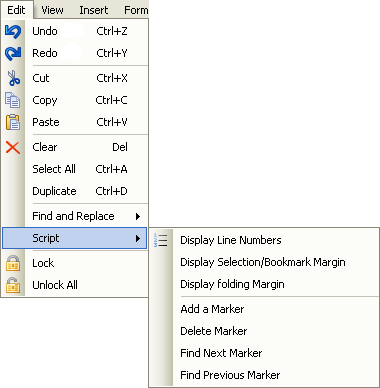 Edit View Insert Form
Undo Ctrl+Z
Redo Ctrl+Y
Cut Ctrl+X
Copy Ctrl+C
Paste Ctrl+V
Clear Del
Select All Ctrl+A
Duplicate Ctrl+D
Find and Replace
Script
Lock
Unlock All
Display Line Numbers
Display Selection/Bookmark Margin
Display folding Margin
Add a Marker
Delete Marker
Find Next Marker
Find Previous Marker